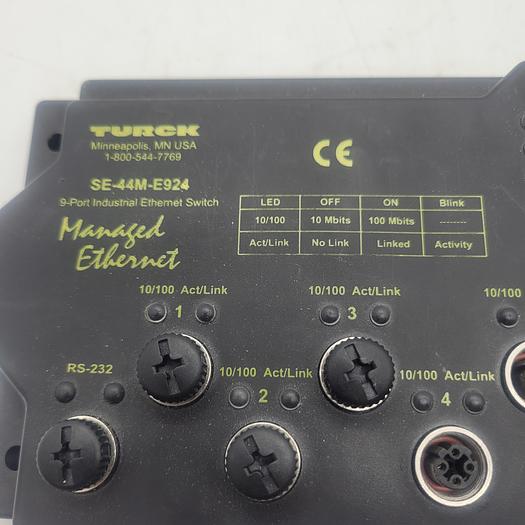 TURCK
Minneapolis, MN USA
1-800-544-7769
CE
SE-44M-E924
9-Port Industrial Ethernet Switch
Managed
Ethernet
LED OFF ON Blink
10/100 10 Mbits 100 Mbits --------
Act/Link No Link Linked Activity
10/100 Act/Link
1
10/100 Act/Link
3
10/100
RS-232
10/100 Act/Link
2
10/100 Act/Link
4